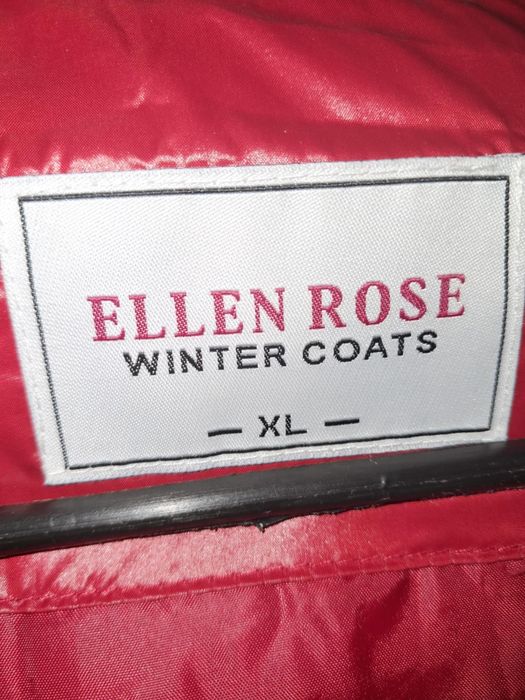 ELLEN ROSE
WINTER COATS
— XL —